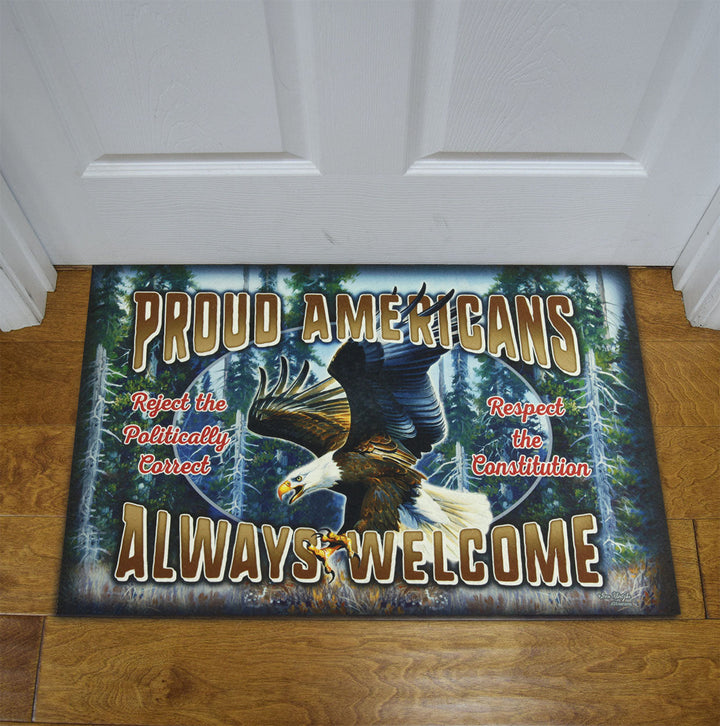 PROUD AMERICANS
Reject the
Politically
Correct
Respect
the
Constitution
ALWAYS WELCOME